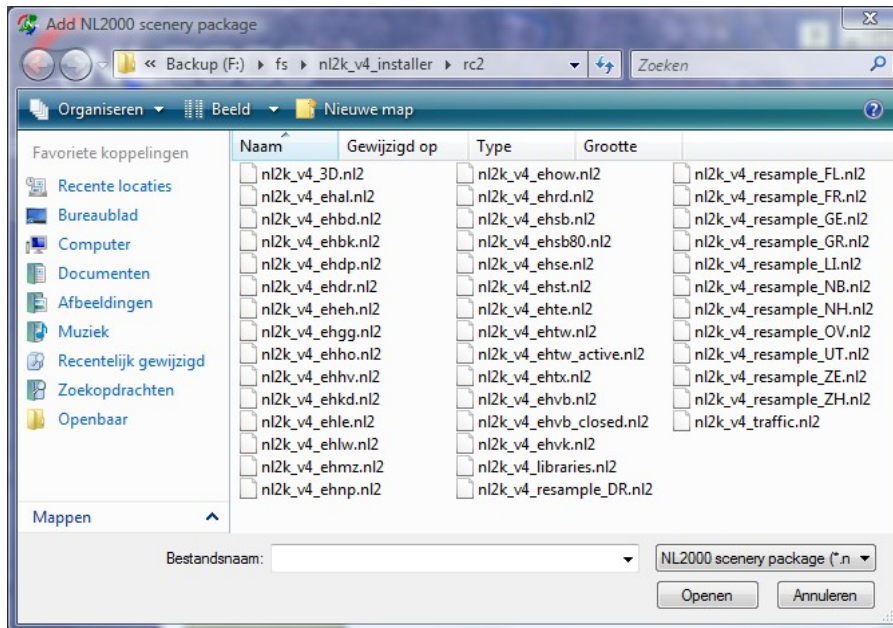 Add NL2000 scenery package
« Backup (F:) fs nl2k_v4_installer rc2
Zoeken
Organiseren Beeld Nieuwe map
Favoriete koppelingen
Recente locaties
Bureaublad
Computer
Documenten
Afbeeldingen
Muziek
Recentelijk gewijzigd
Zoekopdrachten
Openbaar
Mappen
Naam Gewijzigd op Type Grootte
nl2k_v4_3D.nl2
nl2k_v4_ehal.nl2
nl2k_v4_ehbd.nl2
nl2k_v4_ehbk.nl2
nl2k_v4_ehdp.nl2
nl2k_v4_ehdr.nl2
nl2k_v4_eheh.nl2
nl2k_v4_ehgg.nl2
nl2k_v4_ehho.nl2
nl2k_v4_ehhv.nl2
nl2k_v4_ehkd.nl2
nl2k_v4_ehle.nl2
nl2k_v4_ehlw.nl2
nl2k_v4_ehmz.nl2
nl2k_v4_ehnp.nl2
nl2k_v4_ehow.nl2
nl2k_v4_ehrd.nl2
nl2k_v4_ehsb.nl2
nl2k_v4_ehsb80.nl2
nl2k_v4_ehse.nl2
nl2k_v4_ehst.nl2
nl2k_v4_ehte.nl2
nl2k_v4_ehtw.nl2
nl2k_v4_ehtw_active.nl2
nl2k_v4_ehtx.nl2
nl2k_v4_ehvb.nl2
nl2k_v4_ehvb_closed.nl2
nl2k_v4_ehvk.nl2
nl2k_v4_libraries.nl2
nl2k_v4_resample_DR.nl2
nl2k_v4_resample_FL.nl2
nl2k_v4_resample_FR.nl2
nl2k_v4_resample_GE.nl2
nl2k_v4_resample_GR.nl2
nl2k_v4_resample_LI.nl2
nl2k_v4_resample_NB.nl2
nl2k_v4_resample_NH.nl2
nl2k_v4_resample_OV.nl2
nl2k_v4_resample_UT.nl2
nl2k_v4_resample_ZE.nl2
nl2k_v4_resample_ZH.nl2
nl2k_v4_traffic.nl2
Bestandsnaam:
NL2000 scenery package (*.n
Openen Annuleren